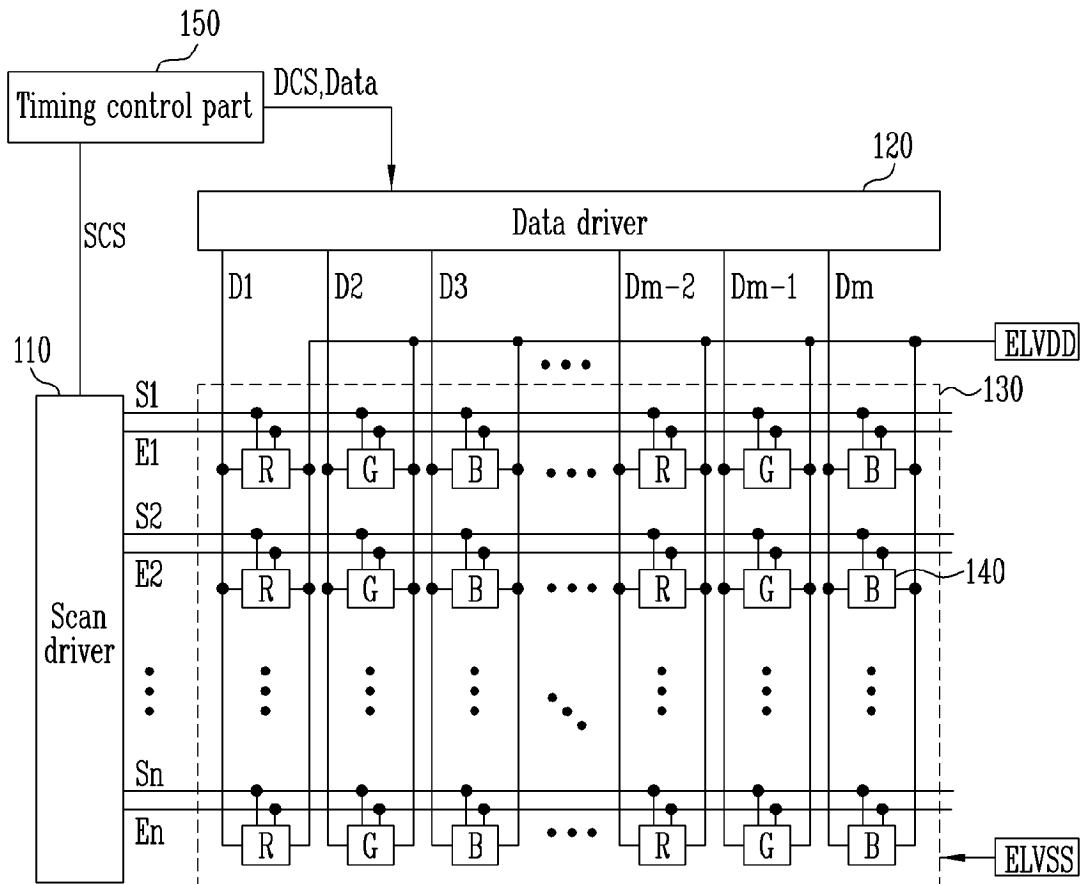 150
Timing control part
DCS,Data
120
Data driver
SCS
D1 D2 D3 Dm-2 Dm-1 Dm
ELVDD
110
130
S1
E1
R G B R G B
S2
E2
R G B R G B
140
Scan
driver
Sn
En
R G B R G B
ELVSS